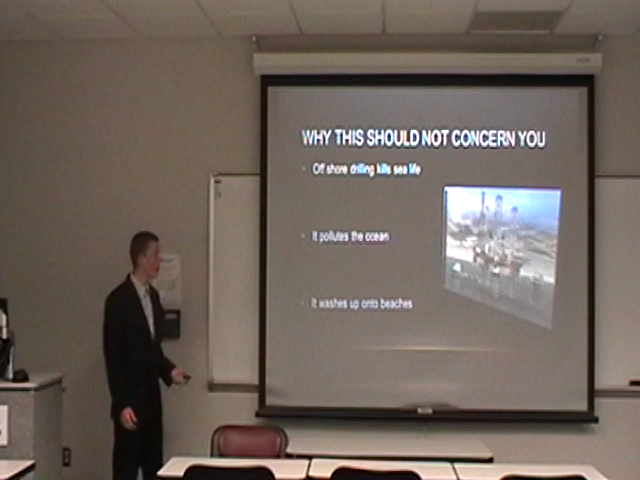 WHY THIS SHOULD NOT CONCERN YOU
Off shore drilling kills sea life
It pollutes the ocean
It washes up onto beaches